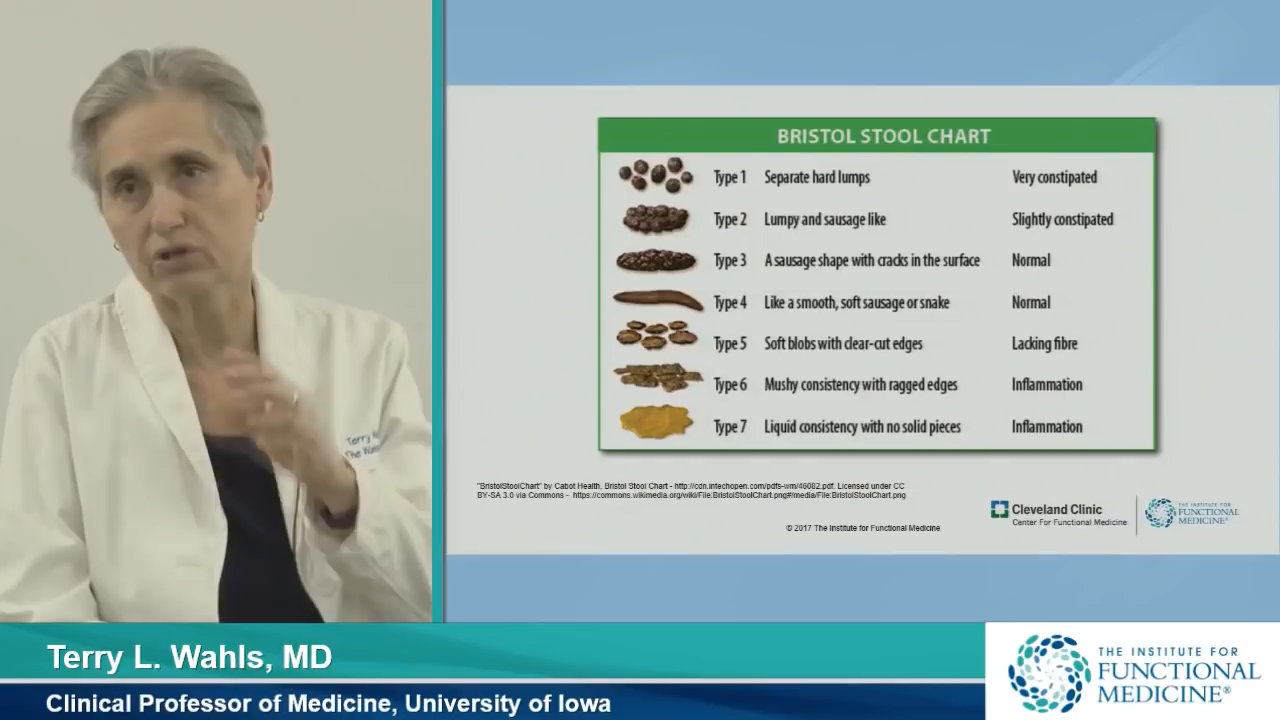 BRISTOL STOOL CHART
Type 1 Separate hard lumps Very constipated
Type 2 Lumpy and sausage like Slightly constipated
Type 3 A sausage shape with cracks in the surface Normal
Type 4 Like a smooth, soft sausage or snake Normal
Type 5 Soft blobs with clear-cut edges Lacking fibre
Type 6 Mushy consistency with ragged edges Inflammation
Type 7 Liquid consistency with no solid pieces Inflammation
Terry
The
"BristolStoolChart" by Cabot Health, Bristol Stool Chart - http://cdn.intechopen.com/pdfs-wm/46082.pdf. Licensed under CC
BY-SA 3.0 via Commons - https://commons.wikimedia.org/wiki/File:BristolStoolChart.png#/media/File:BristolStoolChart.png
© 2017 The Institute for Functional Medicine
Cleveland Clinic
Center For Functional Medicine
THE INSTITUTE FOR
FUNCTIONAL
MEDICINE®
Terry L. Wahls, MD
Clinical Professor of Medicine, University of Iowa
THE INSTITUTE FOR
FUNCTIONAL
MEDICINE®